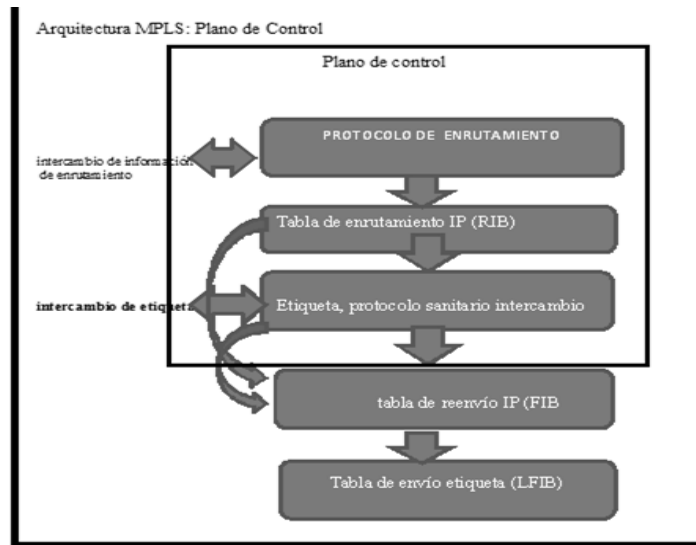 Arquitectura MPLS: Plano de Control
Plano de control
PROTOCOLO DE ENRUTAMIENTO
intercambio de información
de enrutamiento
Tabla de enrutamiento IP (RIB)
intercambio de etiqueta
Etiqueta, protocolo sanitario intercambio
tabla de reenvío IP (FIB
Tabla de envío etiqueta (LFIB)